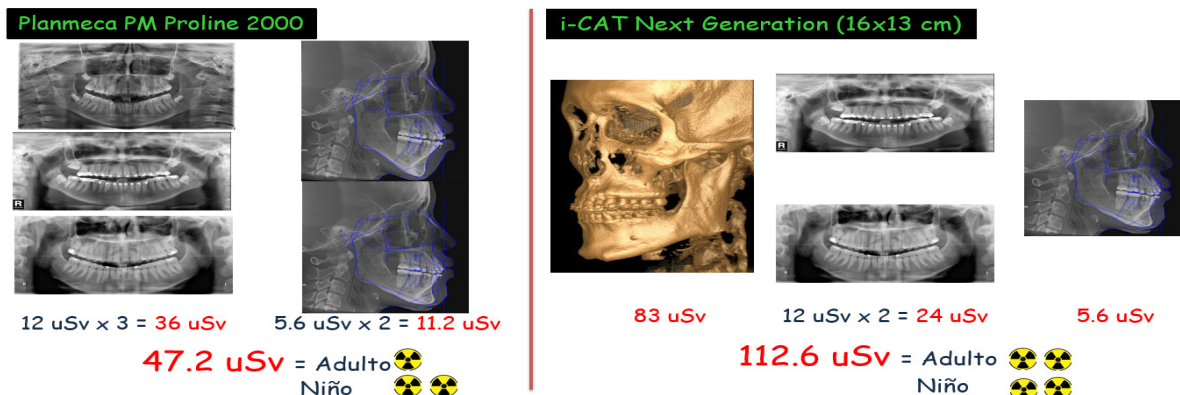 Planmeca PM Proline 2000
R
12 uSv x 3 = 36 uSv
5.6 uSv x 2 = 11.2 uSv
47.2 uSv = Adulto
Niño
i-CAT Next Generation (16x13 cm)
R
83 uSv
12 uSv x 2 = 24 uSv
5.6 uSv
112.6 uSv = Adulto
Niño